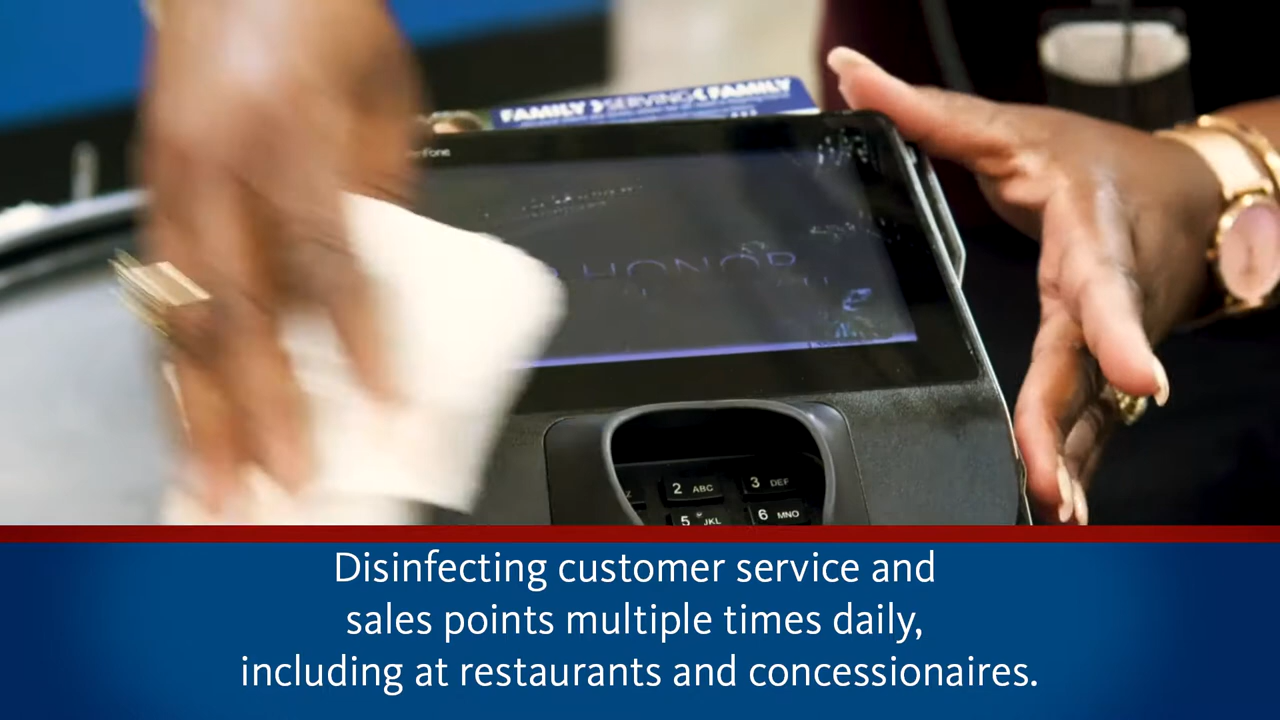 FAMILY SERVING FAMILY
HONOR
2 ABC
3 DEF
5 JKL
6 MNO
Disinfecting customer service and
sales points multiple times daily,
including at restaurants and concessionaires.